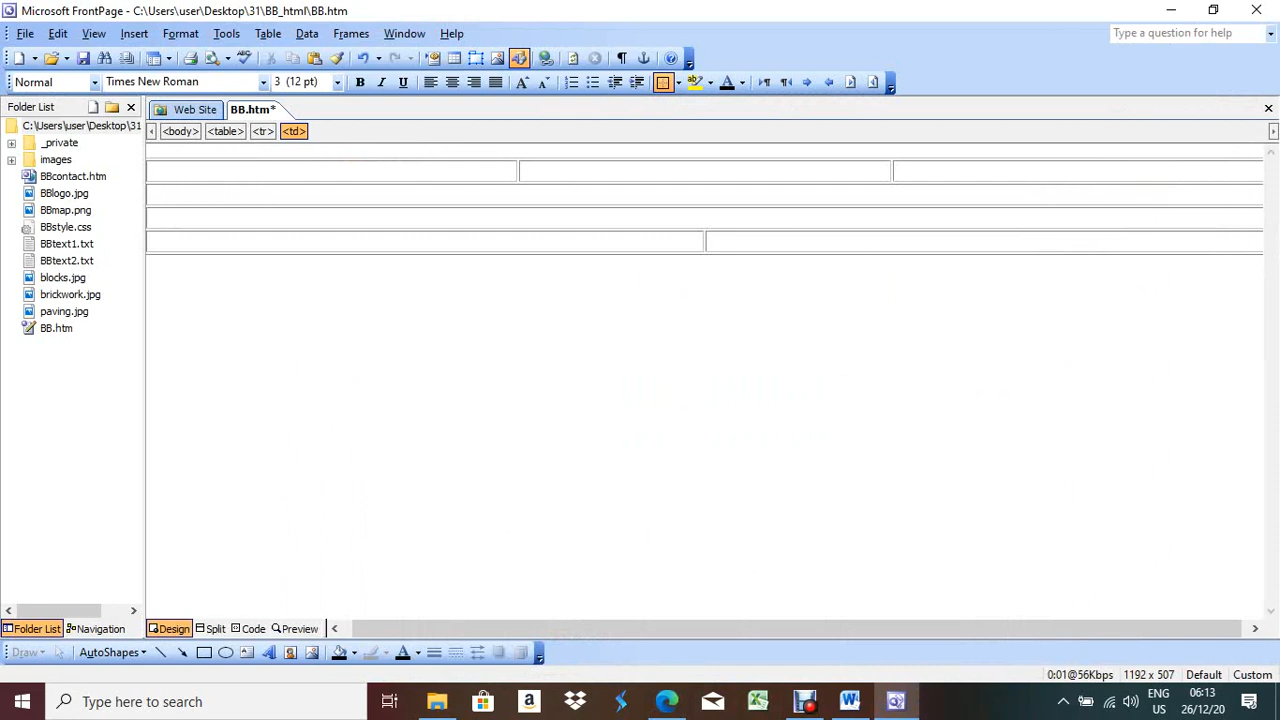 Microsoft FrontPage - C:\Users\user\Desktop\31\BB_html\BB.htm
File Edit View Insert Format Tools Table Data Frames Window Help
Type a question for help
Normal Times New Roman 3 (12 pt) B I U A A A
Folder List
Web Site BB.htm*
C:\Users\user\Desktop\31
<body> <table> <tr> <td>
_private
images
BBcontact.htm
BBlogo.jpg
BBmap.png
BBstyle.css
BBtext1.txt
BBtext2.txt
blocks.jpg
brickwork.jpg
paving.jpg
BB.htm
Folder List Navigation Design Split Code Preview
Draw AutoShapes A
0:01@56Kbps 1192 x 507 Default Custom
Type here to search
ENG
US
06:13
26/12/20